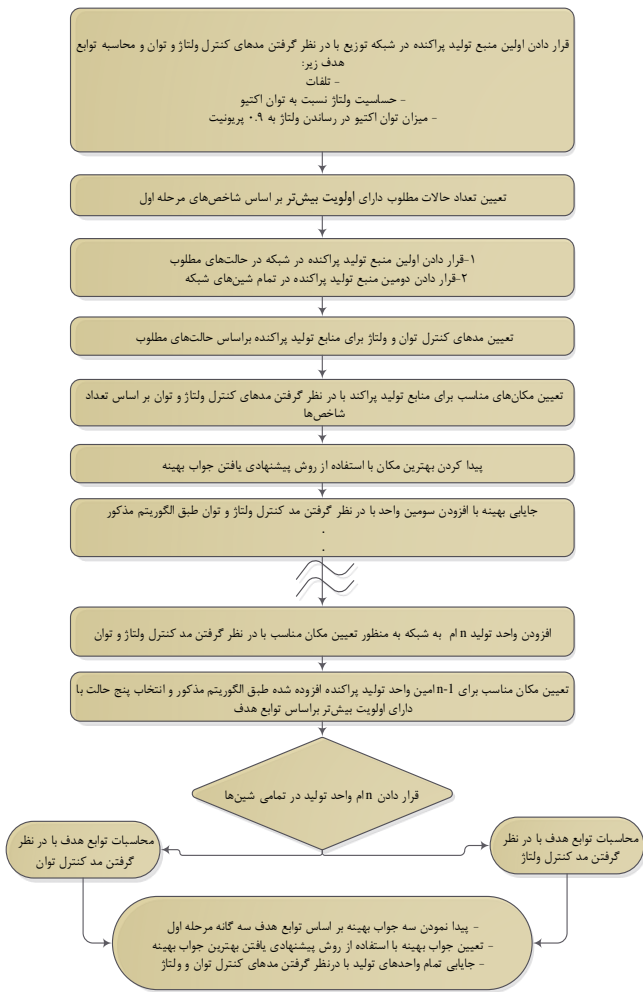 قرار دادن اولین منبع تولید پراکنده در شبکه توزیع با در نظر گرفتن مدهای کنترل ولتاژ و توان و محاسبه توابع
هدف زیر:
- تلفات
- حساسیت ولتاژ نسبت به توان اکتیو
- میزان توان اکتیو در رساندن ولتاژ به ۰.۹ پریونیت
تعیین تعداد حالات مطلوب دارای اولویت بیش‌تر بر اساس شاخص‌های مرحله اول
۱-قرار دادن اولین منبع تولید پراکنده در شبکه در حالت‌های مطلوب
۲-قرار دادن دومین منبع تولید پراکنده در تمام شین‌های شبکه
تعیین مدهای کنترل توان و ولتاژ برای منابع تولید پراکنده براساس حالت‌های مطلوب
تعیین مکان‌های مناسب برای منابع تولید پراکند با در نظر گرفتن مدهای کنترل ولتاژ و توان بر اساس تعداد
شاخص‌ها
پیدا کردن بهترین مکان با استفاده از روش پیشنهادی یافتن جواب بهینه
جایابی بهینه با افزودن سومین واحد با در نظر گرفتن مد کنترل ولتاژ و توان طبق الگوریتم مذکور
.
.
افزودن واحد تولید n ام به شبکه به منظور تعیین مکان مناسب با در نظر گرفتن مد کنترل ولتاژ و توان
تعیین مکان مناسب برای n-1امین واحد تولید پراکنده افزوده شده طبق الگوریتم مذکور و انتخاب پنج حالت با
دارای اولویت بیش‌تر براساس توابع هدف
قرار دادن n ام واحد تولید در تمامی شین‌ها
محاسبات توابع هدف با در نظر
گرفتن مد کنترل ولتاژ
محاسبات توابع هدف با در نظر
گرفتن مد کنترل توان
- پیدا نمودن سه جواب بهینه بر اساس توابع هدف سه گانه مرحله اول
- تعیین جواب بهینه با استفاده از روش پیشنهادی یافتن بهترین جواب بهینه
- جایابی تمام واحدهای تولید با درنظر گرفتن مدهای کنترل توان و ولتاژ